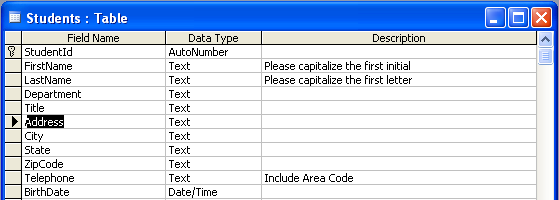 Students : Table
Field Name Data Type Description
StudentId AutoNumber
FirstName Text Please capitalize the first initial
LastName Text Please capitalize the first letter
Department Text
Title Text
Address Text
City Text
State Text
ZipCode Text
Telephone Text Include Area Code
BirthDate Date/Time